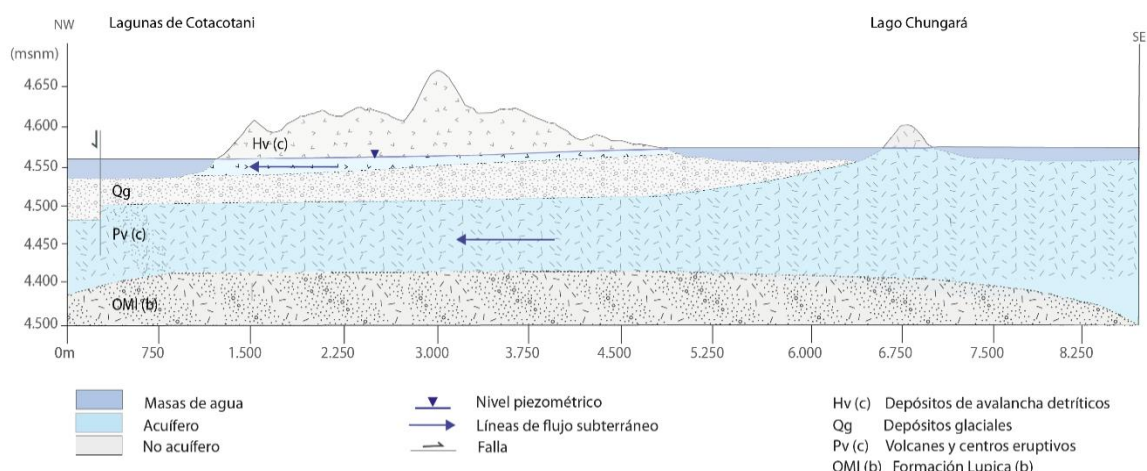 NW Lagunas de Cotacotani Lago Chungará SE
(msnm)
4.650
4.600
Hv (c)
4.550
Qg
4.500
Pv (c)
4.450
4.400
OMI (b)
4.500
0m 750 1.500 2.250 3.000 3.750 4.500 5.250 6.000 6.750 7.500 8.250
Masas de agua
Acuífero
No acuífero
Nivel piezométrico
Líneas de flujo subterráneo
Falla
Hv (c) Depósitos de avalancha detríticos
Qg Depósitos glaciales
Pv (c) Volcanes y centros eruptivos
OMI (b) Formación Lupica (b)